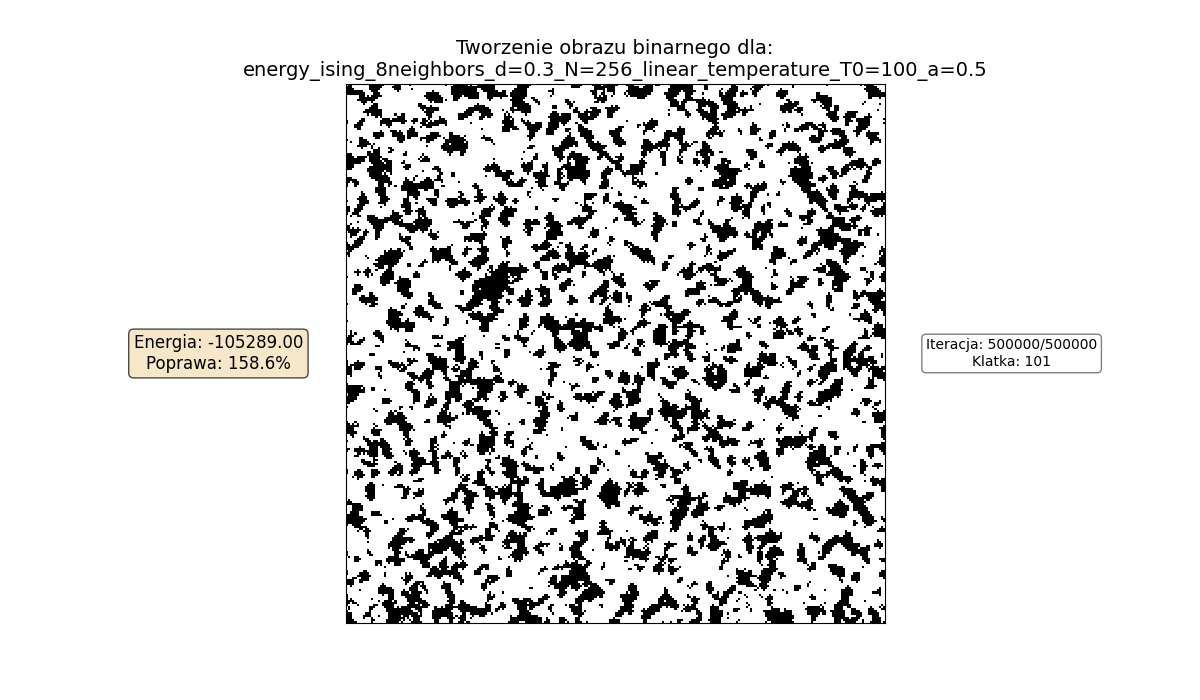 Tworzenie obrazu binarnego dla:
energy_ising_8neighbors_d=0.3_N=256_linear_temperature_T0=100_a=0.5
Energia: -105289.00
Poprawa: 158.6%
Iteracja: 500000/500000
Klatka: 101